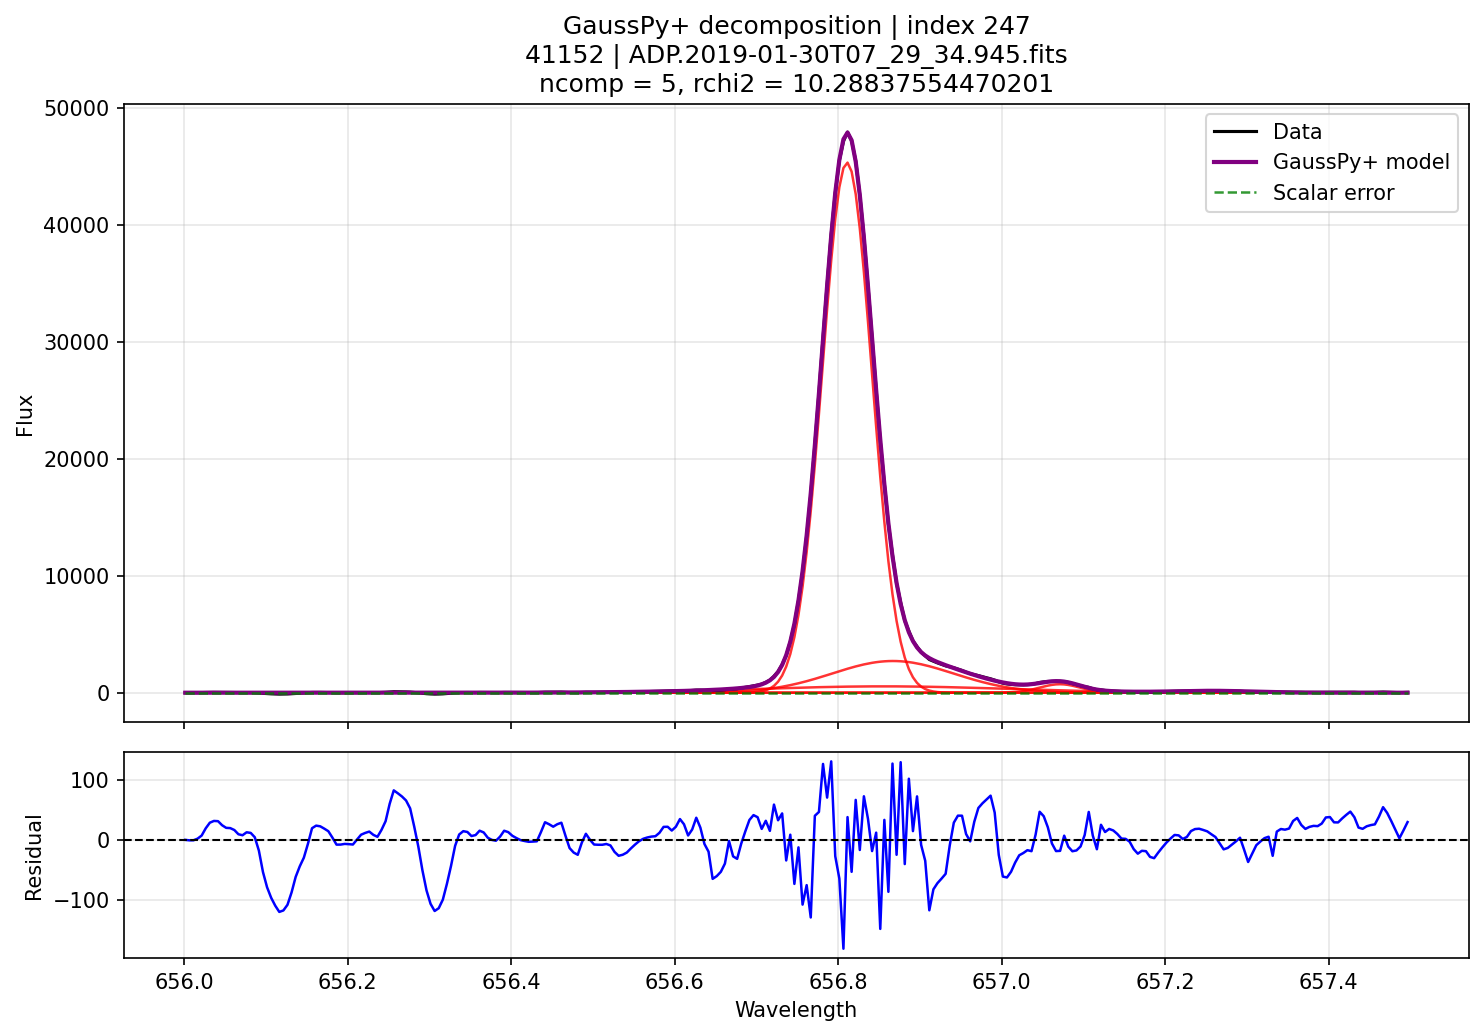 GaussPy+ decomposition | index 247
41152 | ADP.2019-01-30T07_29_34.945.fits
ncomp = 5, rchi2 = 10.28837554470201
50000
40000
30000
20000
10000
0
Flux
Data
GaussPy+ model
Scalar error
100
0
−100
Residual
656.0
656.2
656.4
656.6
656.8
657.0
657.2
657.4
Wavelength